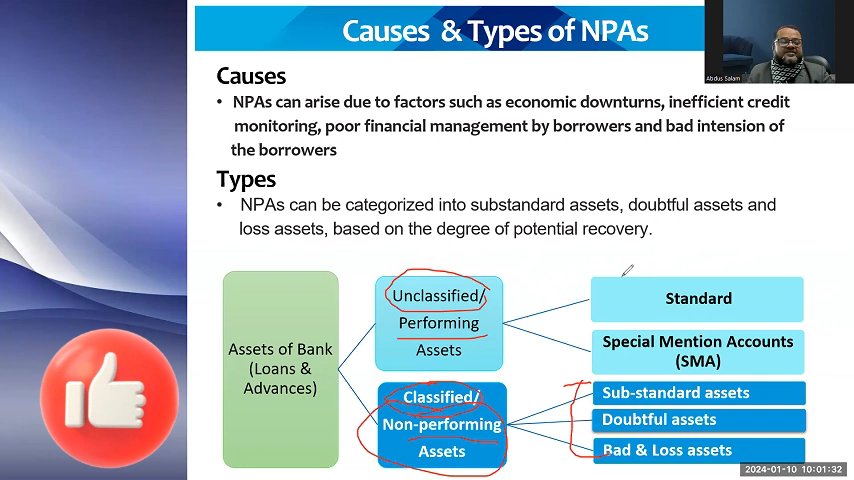 Causes & Types of NPAs
Abdus Salam
Causes
• NPAs can arise due to factors such as economic downturns, inefficient credit
monitoring, poor financial management by borrowers and bad intension of
the borrowers
Types
• NPAs can be categorized into substandard assets, doubtful assets and
loss assets, based on the degree of potential recovery.
Assets of Bank
(Loans &
Advances)
Unclassified/
Performing
Assets
Classified/
Non-performing
Assets
Standard
Special Mention Accounts
(SMA)
Sub-standard assets
Doubtful assets
Bad & Loss assets
2024-01-10 10:01:32